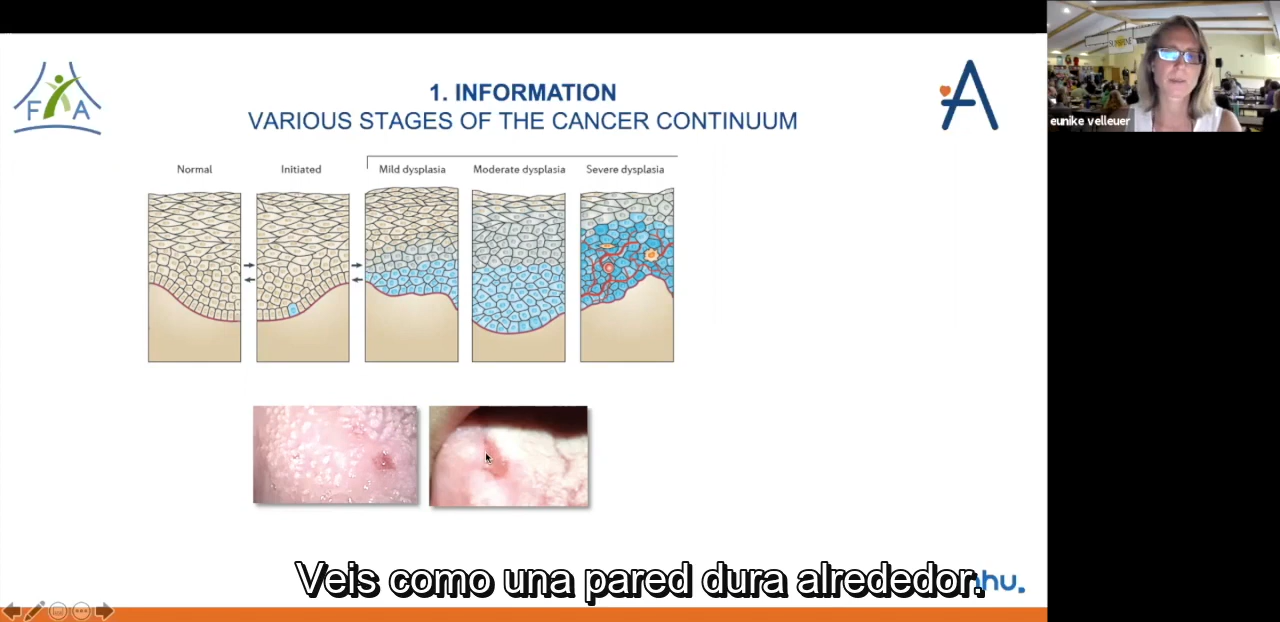 F A
1. INFORMATION
VARIOUS STAGES OF THE CANCER CONTINUUM
eunike velleuer
Normal
Initiated
Mild dysplasia
Moderate dysplasia
Severe dysplasia
Veis como una pared dura alrededor.
hu.